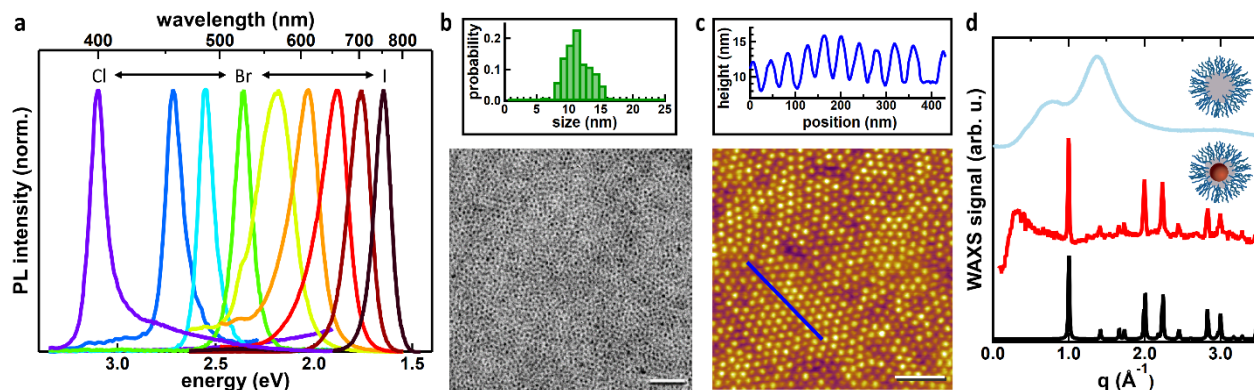 a
wavelength (nm)
400 500 600 700 800
Cl Br I
PL intensity (norm.)
3.0 2.5 2.0 1.5
energy (eV)
b
probability
0.2
0.1
0.0
0 5 10 15 20 25
size (nm)
c
height (nm)
15
10
0 100 200 300 400
position (nm)
d
WAXS signal (arb. u.)
0.0 1.0 2.0 3.0
q (Å⁻¹)